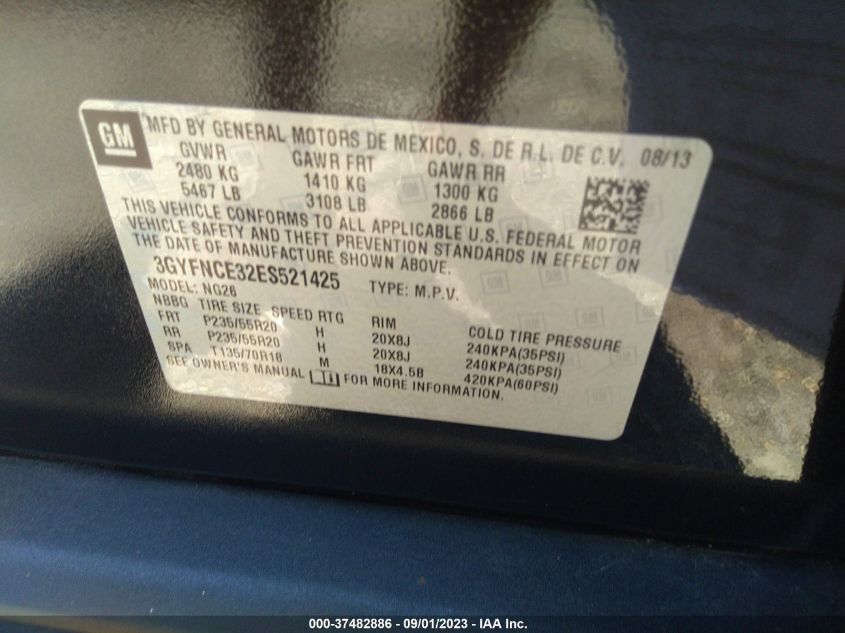 GM
MFD BY GENERAL MOTORS DE MEXICO, S. DE R.L. DE C.V. 08/13
GVWR GAWR FRT GAWR RR
2480 KG 1410 KG 1300 KG
5467 LB 3108 LB 2866 LB
THIS VEHICLE CONFORMS TO ALL APPLICABLE U.S. FEDERAL MOTOR
VEHICLE SAFETY AND THEFT PREVENTION STANDARDS IN EFFECT ON
THE DATE OF MANUFACTURE SHOWN ABOVE.
3GYFNCE32ES521425 TYPE: M.P.V.
MODEL: NG26
NBBG TIRE SIZE SPEED RTG RIM COLD TIRE PRESSURE
FRT P235/55R20 H 20X8J 240KPA(35PSI)
RR P235/55R20 H 20X8J 240KPA(35PSI)
SPA T135/70R18 M 18X4.5B 420KPA(60PSI)
SEE OWNER'S MANUAL FOR MORE INFORMATION.
000-37482886 - 09/01/2023 - IAA Inc.